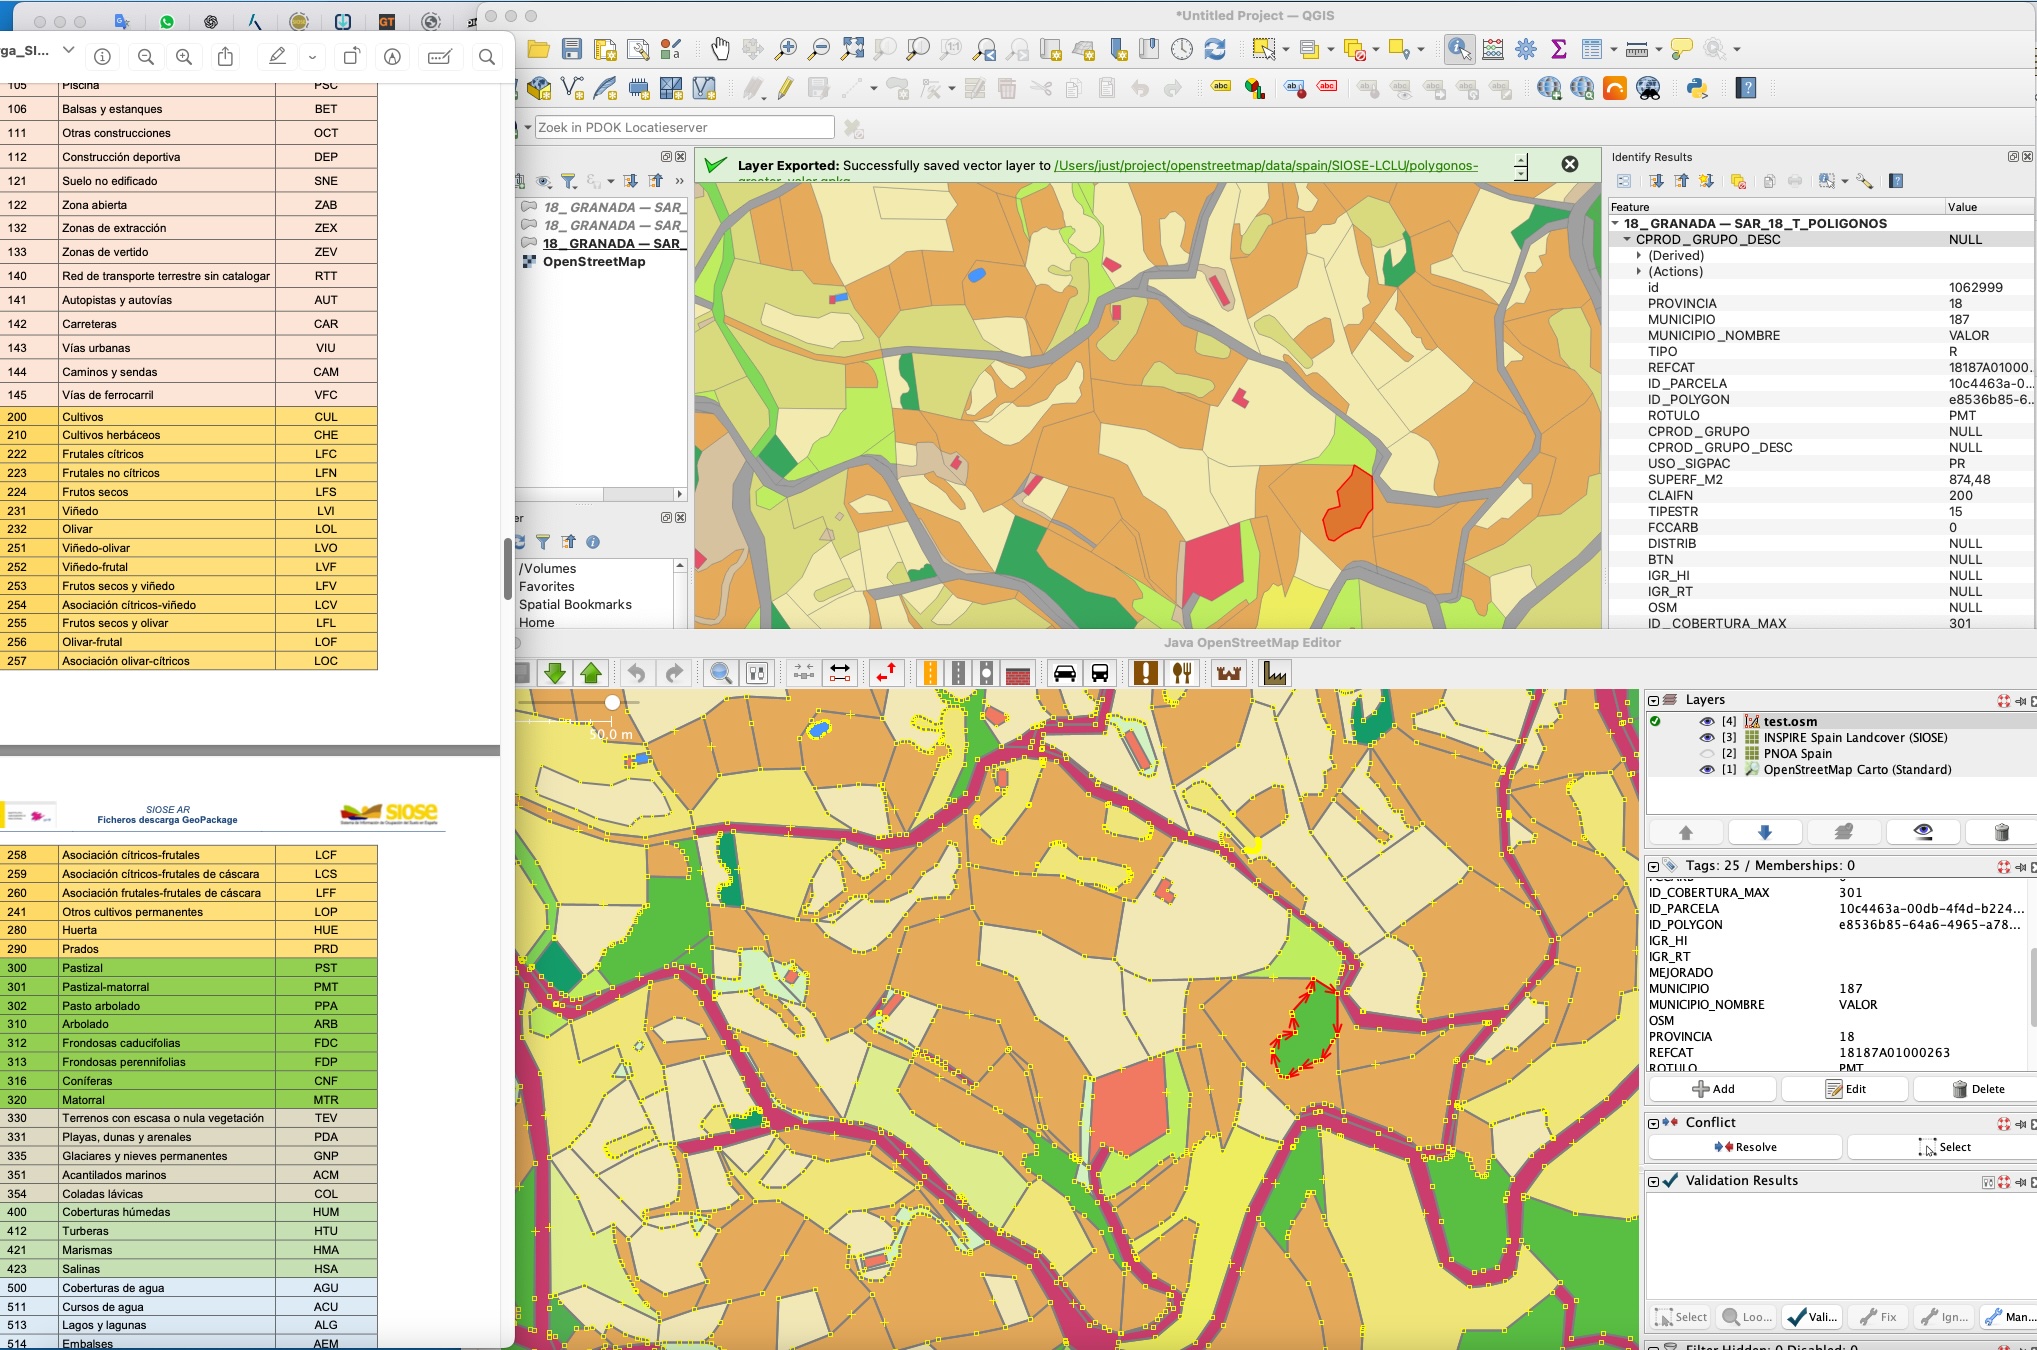 *Untitled Project — QGIS
Zoek in PDOK Locatieserver
Layer Exported: Successfully saved vector layer to /Users/just/project/openstreetmap/data/spain/SIOSE-LCLU/polygonos-
18_ GRANADA — SAR_
18_ GRANADA — SAR_
18_ GRANADA — SAR_
OpenStreetMap
/Volumes
Favorites
Spatial Bookmarks
Home
Identify Results
Feature Value
18_ GRANADA — SAR_18_T_POLIGONOS
CPROD_GRUPO_DESC NULL
(Derived)
(Actions)
id 1062999
PROVINCIA 18
MUNICIPIO 187
MUNICIPIO_NOMBRE VALOR
TIPO R
REFCAT 18187A01000.
ID_PARCELA 10c4463a-0...
ID_POLYGON e8536b85-6..
ROTULO PMT
CPROD_GRUPO NULL
CPROD_GRUPO_DESC NULL
USO_SIGPAC PR
SUPERF_M2 874,48
CLAIFN 200
TIPESTR 15
FCCARB 0
DISTRIB NULL
BTN NULL
IGR_HI NULL
IGR_RT NULL
OSM NULL
ID_COBERTURA_MAX 301
rga_SI...
105 Piscina PSC
106 Balsas y estanques BET
111 Otras construcciones OCT
112 Construcción deportiva DEP
121 Suelo no edificado SNE
122 Zona abierta ZAB
132 Zonas de extracción ZEX
133 Zonas de vertido ZEV
140 Red de transporte terrestre sin catalogar RTT
141 Autopistas y autovías AUT
142 Carreteras CAR
143 Vías urbanas VIU
144 Caminos y sendas CAM
145 Vías de ferrocarril VFC
200 Cultivos CUL
210 Cultivos herbáceos CHE
222 Frutales cítricos LFC
223 Frutales no cítricos LFN
224 Frutos secos LFS
231 Viñedo LVI
232 Olivar LOL
251 Viñedo-olivar LVO
252 Viñedo-frutal LVF
253 Frutos secos y viñedo LFV
254 Asociación cítricos-viñedo LCV
255 Frutos secos y olivar LFL
256 Olivar-frutal LOF
257 Asociación olivar-cítricos LOC
SIOSE AR
Ficheros descarga GeoPackage
SIOSE
258 Asociación cítricos-frutales LCF
259 Asociación cítricos-frutales de cáscara LCS
260 Asociación frutales-frutales de cáscara LFF
241 Otros cultivos permanentes LOP
280 Huerta HUE
290 Prados PRD
300 Pastizal PST
301 Pastizal-matorral PMT
302 Pasto arbolado PPA
310 Arbolado ARB
312 Frondosas caducifolias FDC
313 Frondosas perennifolias FDP
316 Coníferas CNF
320 Matorral MTR
330 Terrenos con escasa o nula vegetación TEV
331 Playas, dunas y arenales PDA
335 Glaciares y nieves permanentes GNP
351 Acantilados marinos ACM
354 Coladas lávicas COL
400 Coberturas húmedas HUM
412 Turberas HTU
421 Marismas HMA
423 Salinas HSA
500 Coberturas de agua AGU
511 Cursos de agua ACU
513 Lagos y lagunas ALG
514 Embalses AEM
Java OpenStreetMap Editor
50.0 m
Layers
[4] test.osm
[3] INSPIRE Spain Landcover (SIOSE)
[2] PNOA Spain
[1] OpenStreetMap Carto (Standard)
Tags: 25 / Memberships: 0
ID_COBERTURA_MAX 301
ID_PARCELA 10c4463a-00db-4f4d-b224...
ID_POLYGON e8536b85-64a6-4965-a78...
IGR_HI
IGR_RT
MEJORADO
MUNICIPIO 187
MUNICIPIO_NOMBRE VALOR
OSM
PROVINCIA 18
REFCAT 18187A01000263
ROTULO PMT
Add Edit Delete
Conflict
Resolve Select
Validation Results
Select Loo... Vali... Fix Ign... Man...
Filter Hidden: 0 Disabled: 0